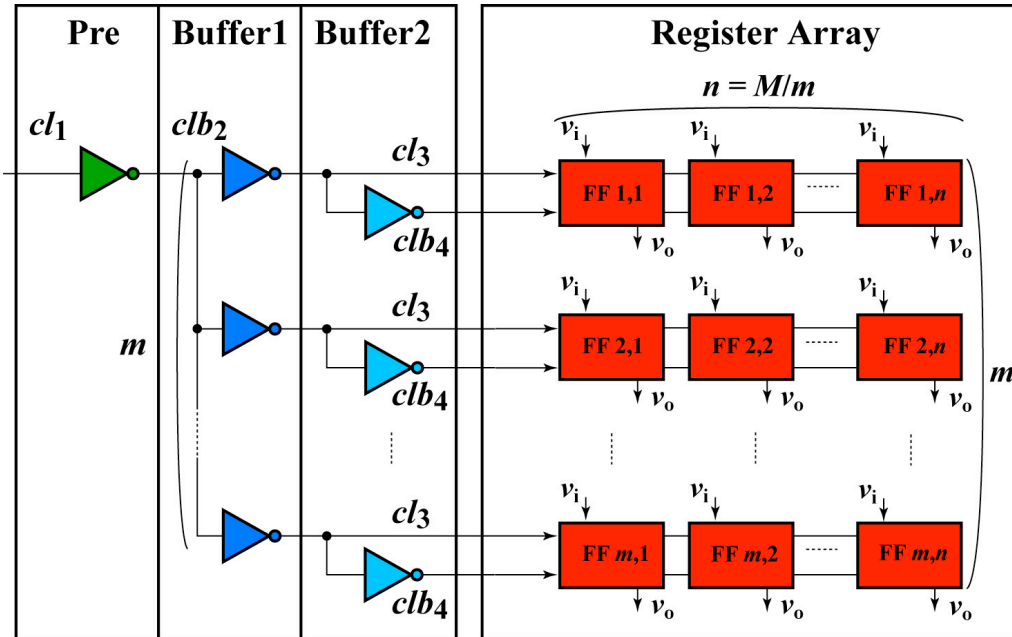 Pre Buffer1 Buffer2 Register Array
n = M/m
cl1 clb2 cl3 vi vi vi
FF 1,1 FF 1,2 FF 1,n
clb4 vo vo vo
cl3 vi vi vi
m FF 2,1 FF 2,2 FF 2,n m
clb4 vo vo vo
cl3 vi vi vi
FF m,1 FF m,2 FF m,n
clb4 vo vo vo